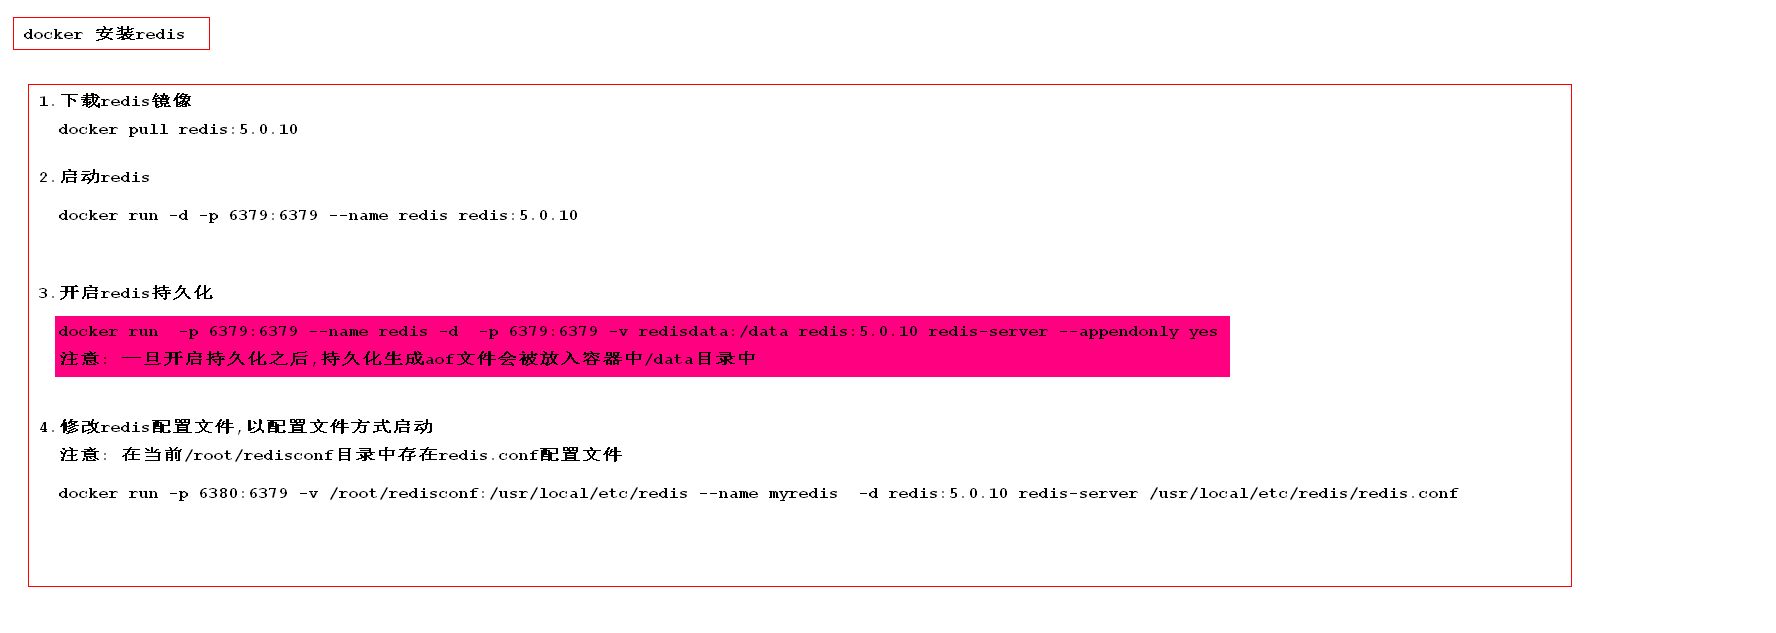 docker 安装redis
1.下载redis镜像
docker pull redis:5.0.10
2.启动redis
docker run -d -p 6379:6379 --name redis redis:5.0.10
3.开启redis持久化
docker run  -p 6379:6379 --name redis -d  -p 6379:6379 -v redisdata:/data redis:5.0.10 redis-server --appendonly yes
注意: 一旦开启持久化之后,持久化生成aof文件会被放入容器中/data目录中
4.修改redis配置文件,以配置文件方式启动
注意: 在当前/root/redisconf目录中存在redis.conf配置文件
docker run -p 6380:6379 -v /root/redisconf:/usr/local/etc/redis --name myredis  -d redis:5.0.10 redis-server /usr/local/etc/redis/redis.conf